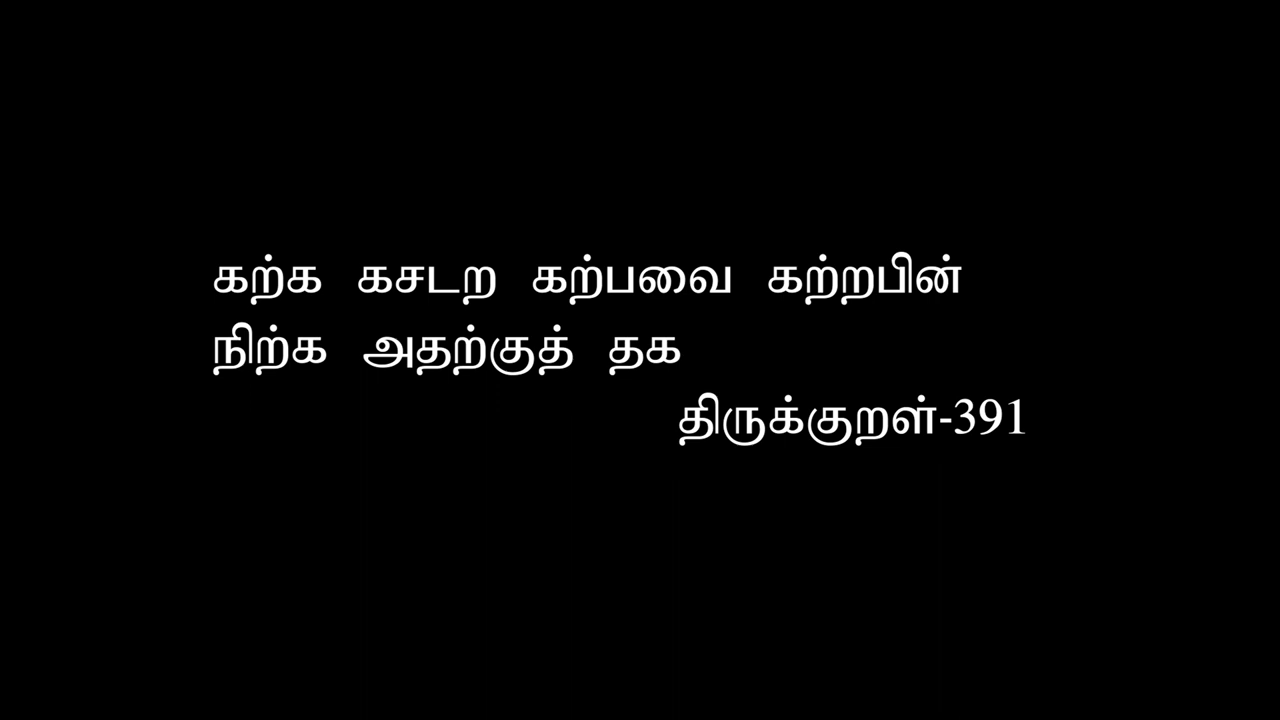 கற்க கசடற கற்பவை கற்றபின்
நிற்க அதற்குத் தக
திருக்குறள்-391